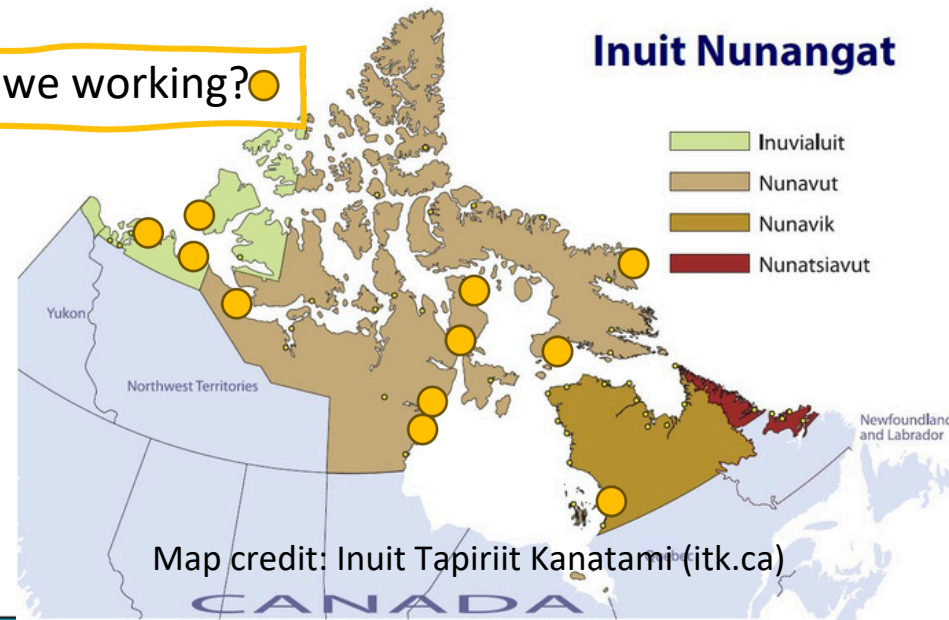 we working?
Inuit Nunangat
Inuvialuit
Nunavut
Nunavik
Nunatsiavut
Yukon
Northwest Territories
Newfoundland
and Labrador
Quebec
Map credit: Inuit Tapiriit Kanatami (itk.ca)
CANADA